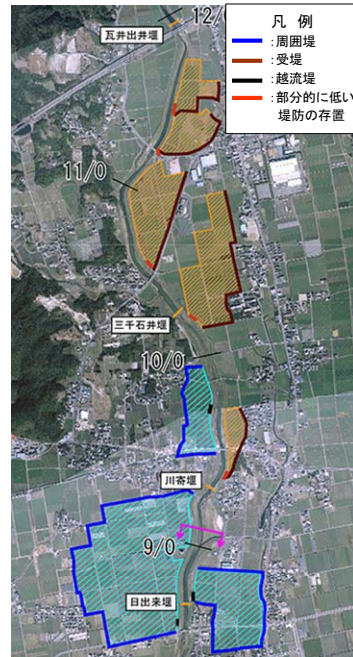 12/0
瓦井出井堰
凡 例
:周囲堤
:受堤
:越流堤
:部分的に低い
堤防の存置
11/0
三千石井堰
10/0
川寄堰
9/0
日出来堰